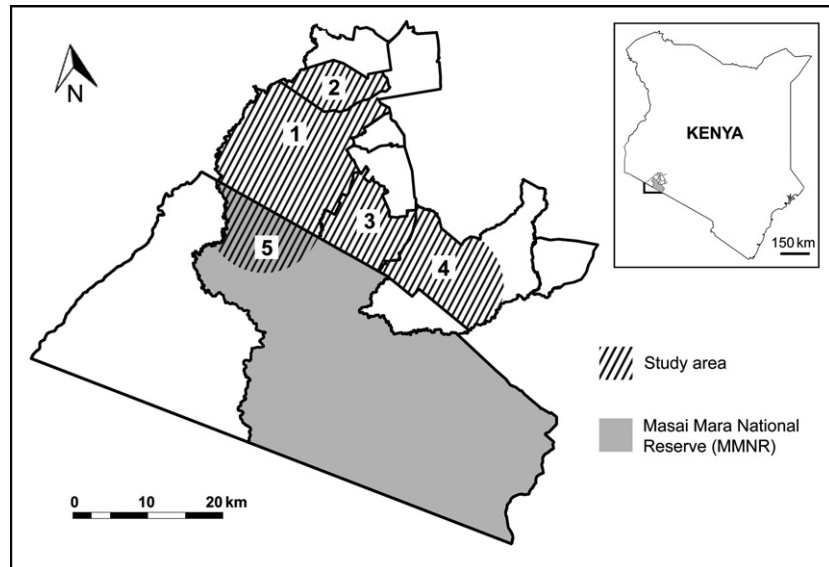 N
2
1
3
4
5
KENYA
150 km
Study area
Masai Mara National
Reserve (MMNR)
0 10 20 km